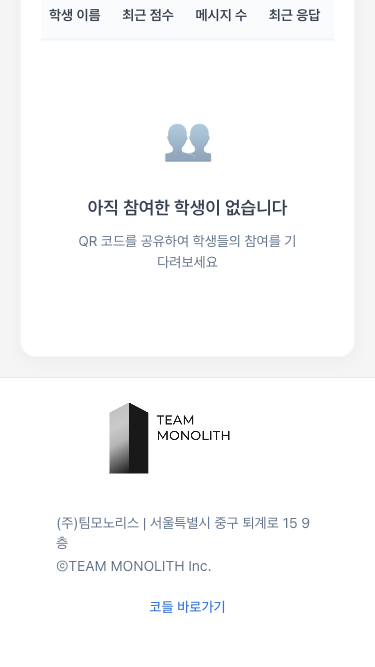 학생 이름 최근 점수 메시지 수 최근 응답
아직 참여한 학생이 없습니다
QR 코드를 공유하여 학생들의 참여를 기
다려보세요
TEAM
MONOLITH
(주)팀모노리스 | 서울특별시 중구 퇴계로 15 9
층
©TEAM MONOLITH Inc.
코들 바로가기